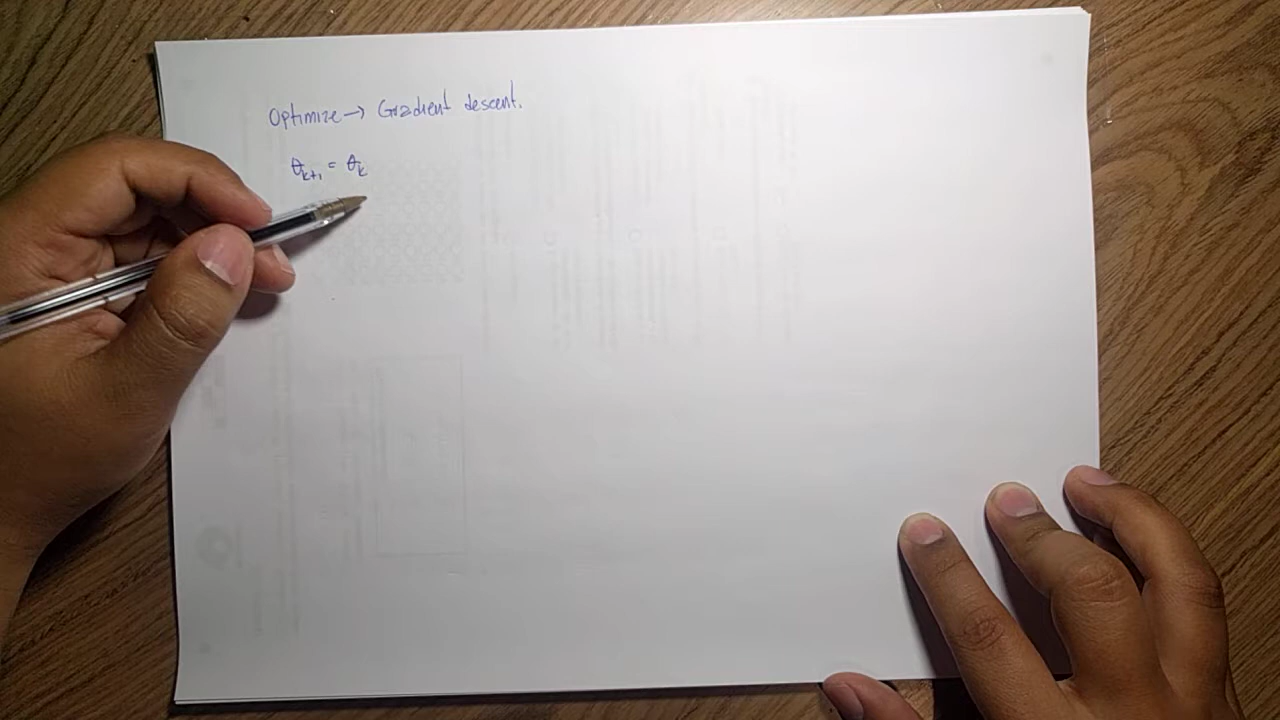 Optimize → Gradient descent.
θₖ₊₁ = θₖ